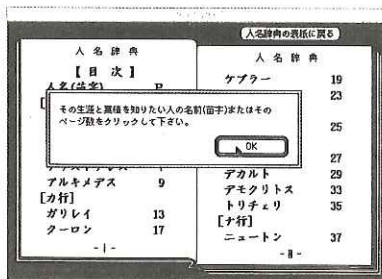 人名辞典の表紙に戻る
人 名 辞 典
【 目 次 】
人名(苗字) P
その生涯と業績を知りたい人の名前(苗字)またはその
ページ数をクリックして下さい。
OK
アルキメデス 9
[カ行]
ガリレイ 13
クーロン 17
- I -
人 名 辞 典
ケプラー 19
23
25
27
デカルト 29
デモクリトス 33
トリチェリ 35
[ナ行]
ニュートン 37
- II -